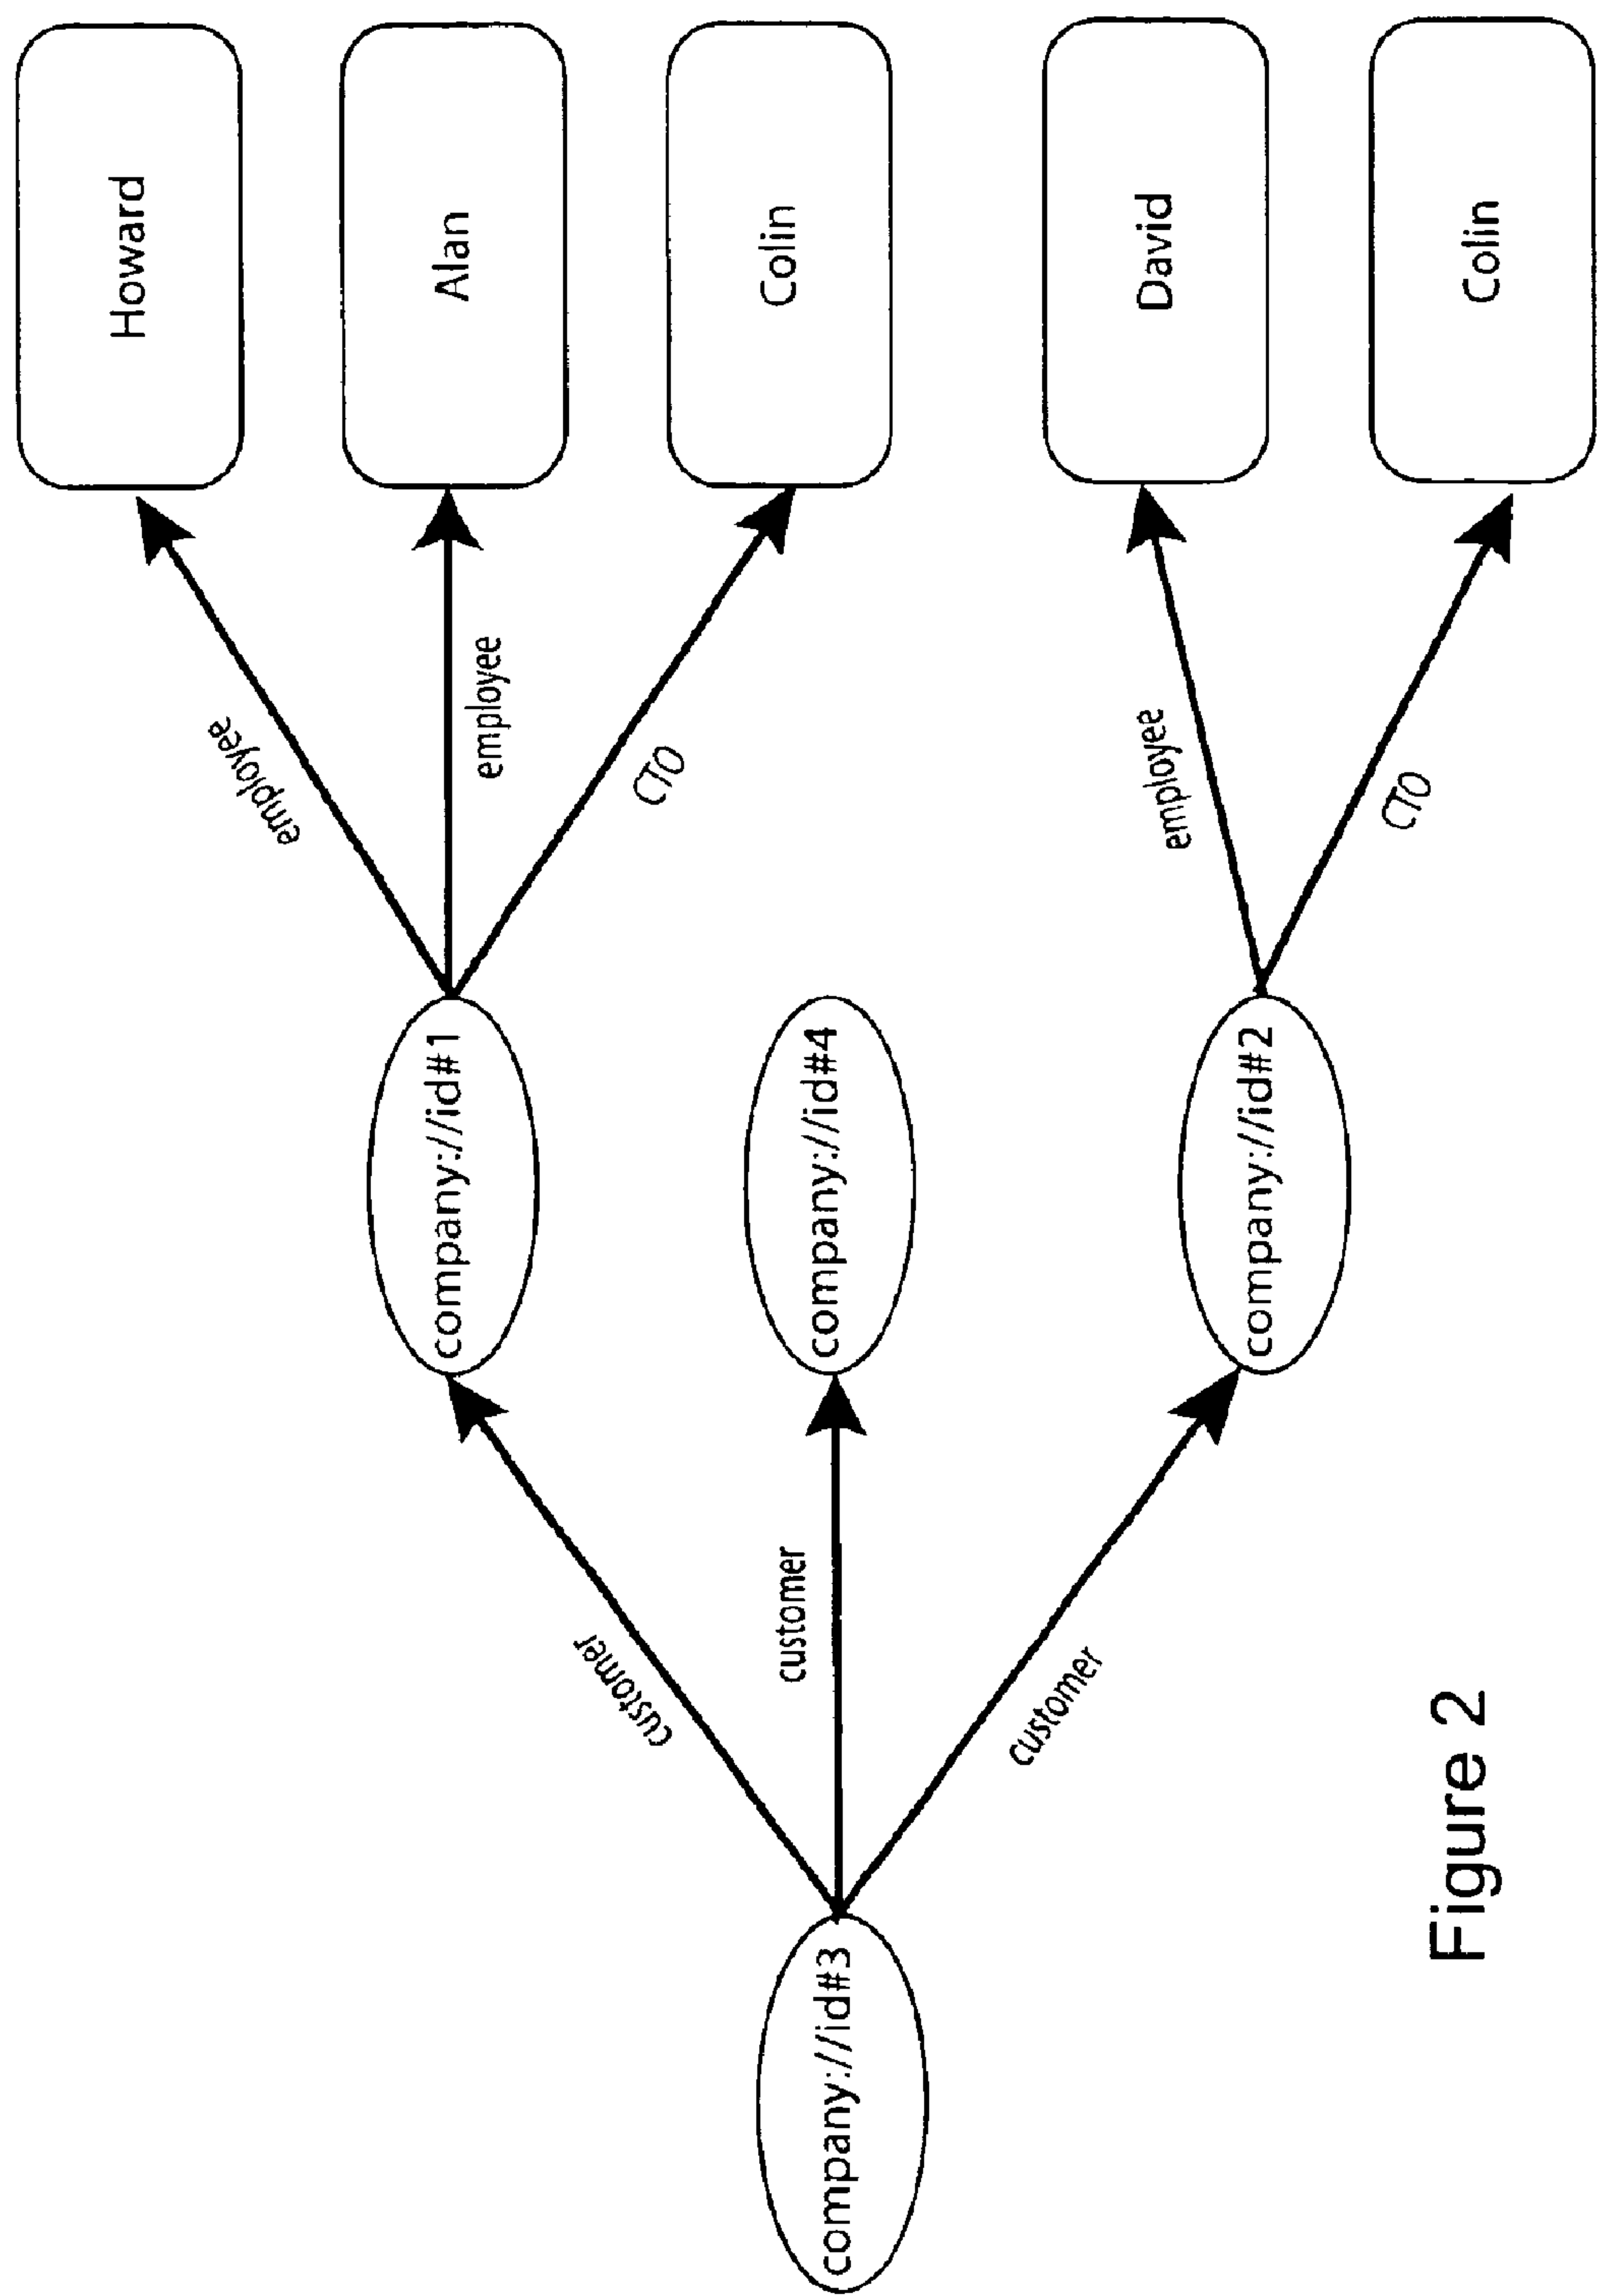 Howard
employee
company://id#1
employee
Alan
customer
CTO
Colin
company://id#3
customer
company://id#4
customer
employee
David
company://id#2
CTO
Colin
Figure 2